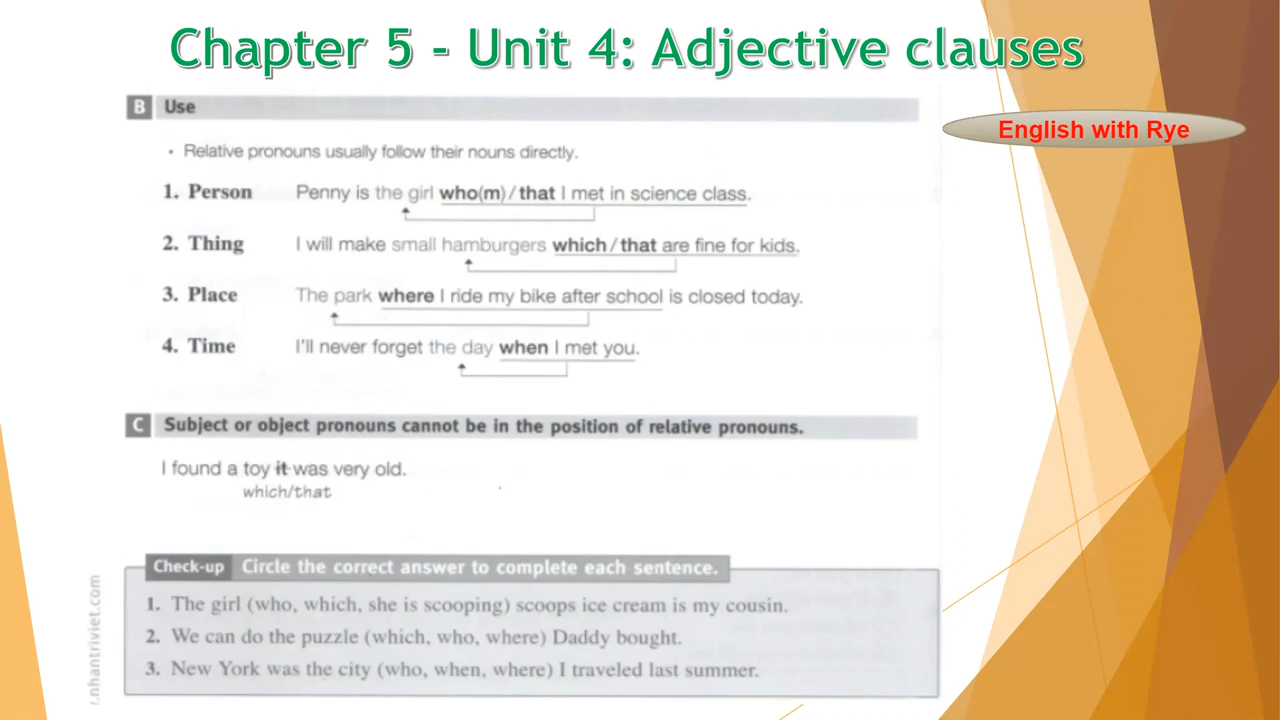 Chapter 5 - Unit 4: Adjective clauses
English with Rye
B Use
• Relative pronouns usually follow their nouns directly.
1. Person Penny is the girl who(m)/that I met in science class.
2. Thing I will make small hamburgers which/that are fine for kids.
3. Place The park where I ride my bike after school is closed today.
4. Time I'll never forget the day when I met you.
C Subject or object pronouns cannot be in the position of relative pronouns.
I found a toy it was very old.
which/that
Check-up Circle the correct answer to complete each sentence.
1. The girl (who, which, she is scooping) scoops ice cream is my cousin.
2. We can do the puzzle (which, who, where) Daddy bought.
3. New York was the city (who, when, where) I traveled last summer.
.nhantriviet.com